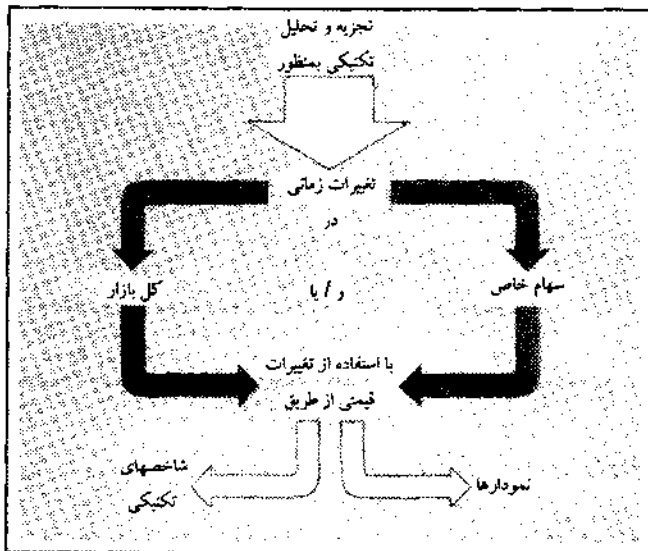 تجزیه و تحلیل
تکنیکی بمنظور
تغییرات زمانی
در
سهام خاص
و / یا
کل بازار
با استفاده از تغییرات
قیمتی از طریق
نمودارها
شاخصهای
تکنیکی